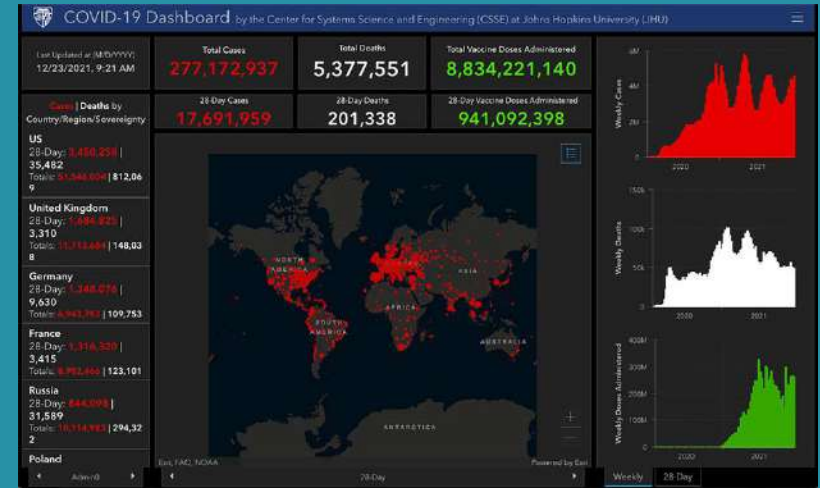 COVID-19 Dashboard by the Center for Systems Science and Engineering (CSSE) at Johns Hopkins University (JHU)
Last Updated at (M/D/YYYY)
12/23/2021, 9:21 AM
Total Cases
277,172,937
Total Deaths
5,377,551
Total Vaccine Doses Administered
8,834,221,140
28-Day Cases
17,691,959
28-Day Deaths
201,338
28-Day Vaccine Doses Administered
941,092,398
Cases | Deaths by
Country/Region/Sovereignty
US
28-Day: |
35,482
Totals: | 812,06
9
United Kingdom
28-Day: |
3,310
Totals: | 148,03
8
Germany
28-Day: |
9,630
Totals: | 109,753
France
28-Day: |
3,415
Totals: | 123,101
Russia
28-Day: |
31,589
Totals: | 294,32
2
Poland
Admin0
NORTH
AMERICA
SOUTH
AMERICA
AFRICA
ASIA
AUSTRALIA
ANTARCTICA
Esri, FAO, NOAA
Powered by Esri
28-Day
Weekly Cases
6M
4M
2M
0
2020
2021
Weekly Deaths
150k
100k
50k
0
2020
2021
Weekly Doses Administered
400M
200M
100M
0
2020
2021
Weekly
28-Day